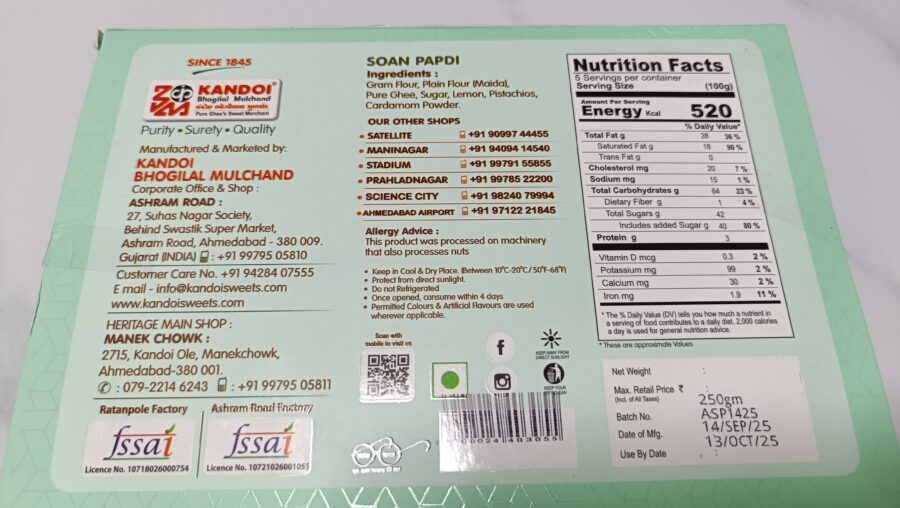 SINCE 1845
KANDOI
Bhogilal Mulchand
Pure Ghee's Sweet Merchant
Purity • Surety • Quality
Manufactured & Marketed by:
KANDOI
BHOGILAL MULCHAND
Corporate Office & Shop :
ASHRAM ROAD :
27, Suhas Nagar Society,
Behind Swastik Super Market,
Ashram Road, Ahmedabad - 380 009.
Gujarat (INDIA) : +91 99795 05810
Customer Care No. +91 94284 07555
E mail - info@kandoisweets.com
www.kandoisweets.com
HERITAGE MAIN SHOP :
MANEK CHOWK :
2715, Kandoi Ole, Manekchowk,
Ahmedabad-380 001.
: 079-2214 6243 : +91 99795 05811
Ratanpole Factory
fssai
Licence No. 10718026000754
Ashram Road Factory
fssai
Licence No. 10721026001055
SOAN PAPDI
Ingredients :
Gram Flour, Plain Flour (Maida),
Pure Ghee, Sugar, Lemon, Pistachios,
Cardamom Powder.
OUR OTHER SHOPS
• SATELLITE +91 90997 44455
• MANINAGAR +91 94094 14540
• STADIUM +91 99791 55855
• PRAHLADNAGAR +91 99785 22200
• SCIENCE CITY +91 98240 79994
• AHMEDABAD AIRPORT +91 97122 21845
Allergy Advice :
This product was processed on machinery
that also processes nuts
• Keep in Cool & Dry Place. (Between 10°C-20°C / 50°F-68°F)
• Protect from direct sunlight.
• Do not Refrigerated
• Once opened, consume within 4 days
• Permitted Colours & Artificial Flavours are used
wherever applicable.
Scan with
mobile to visit us
f
KEEP AWAY FROM
DIRECT SUNLIGHT
KEEP YOUR
Nutrition Facts
5 Servings per container
Serving Size (100g)
Amount Per Serving
Energy Kcal 520
% Daily Value*
Total Fat g 28 36 %
Saturated Fat g 18 90 %
Trans Fat g 0
Cholesterol mg 20 7 %
Sodium mg 15 1 %
Total Carbohydrates g 64 23 %
Dietary Fiber g 1 4 %
Total Sugars g 42
Includes added Sugar g 40 80 %
Protein g 3
Vitamin D mcg 0.3 2 %
Potassium mg 99 2 %
Calcium mg 30 2 %
Iron mg 1.9 11 %
* The % Daily Value (DV) tells you how much a nutrient in
a serving of food contributes to a daily diet. 2,000 calories
a day is used for general nutrition advice.
* These are approximate Values
Net Weight :
Max. Retail Price ₹ :
(Incl. of All Taxes) 250gm
Batch No. ASP1425
Date of Mfg. 14/SEP/25
Use By Date : 13/OCT/25